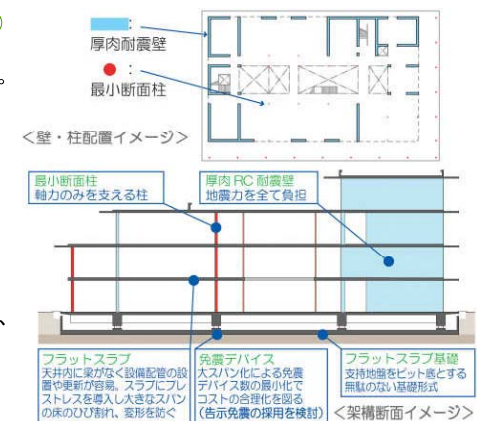 ：
厚肉耐震壁
：
最小断面柱
＜壁・柱配置イメージ＞
）
。
最小断面柱
軸力のみを支える柱
厚肉 RC 耐震壁
地震力を全て負担
、
フラットスラブ
天井内に梁がなく設備配管の設
置や更新が容易。スラブにプレ
ストレスを導入し大きなスパン
の床のひび割れ、変形を防ぐ
免震デバイス
大スパン化による免震
デバイス数の最小化で
コストの合理化を図る
（告示免震の採用を検討）
フラットスラブ基礎
支持地盤をピット底とする
無駄のない基礎形式
＜架構断面イメージ＞